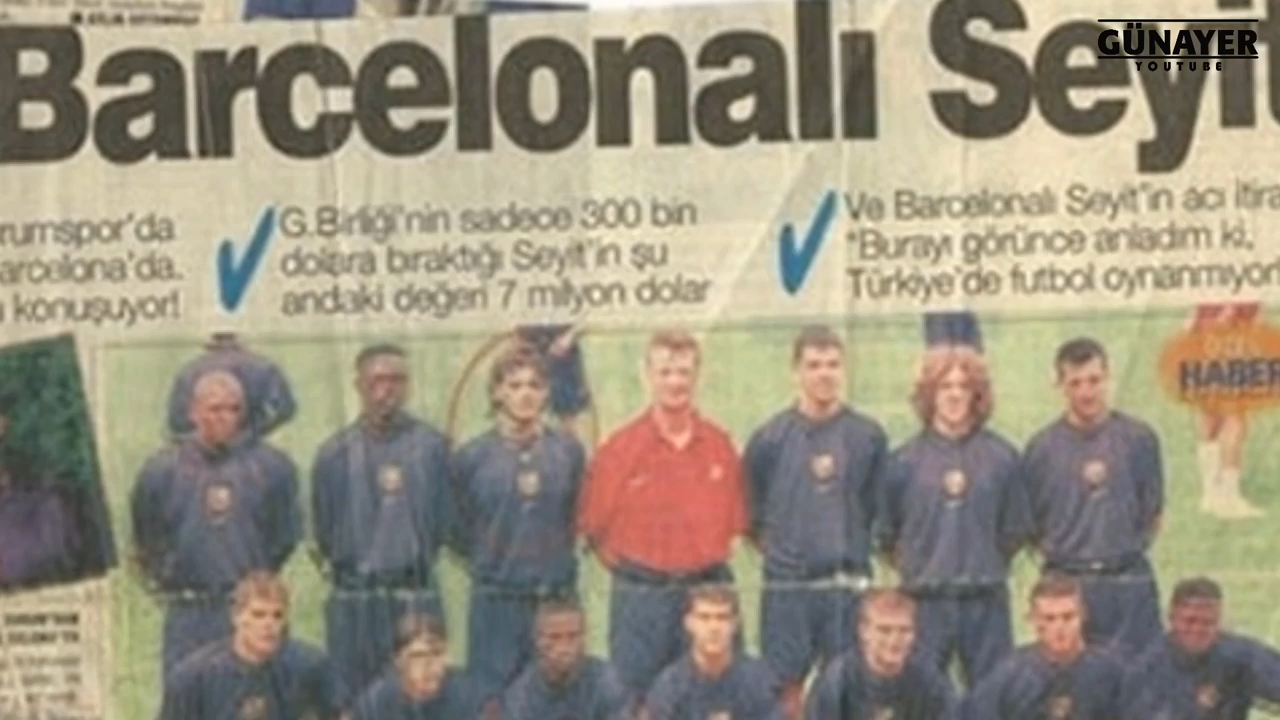 GÜNAYER
YOUTUBE
Barcelonalı Seyit
rumspor'da
arcelona'da.
konuşuyor!
G.Birliği'nin sadece 300 bin
dolara bıraktığı Seyit'in şu
andaki değeri 7 milyon dolar
Ve Barcelonalı Seyit'in acı itira
"Burayı görünce anladım ki,
Türkiye'de futbol oynanmıyor
ÖZEL
HABER